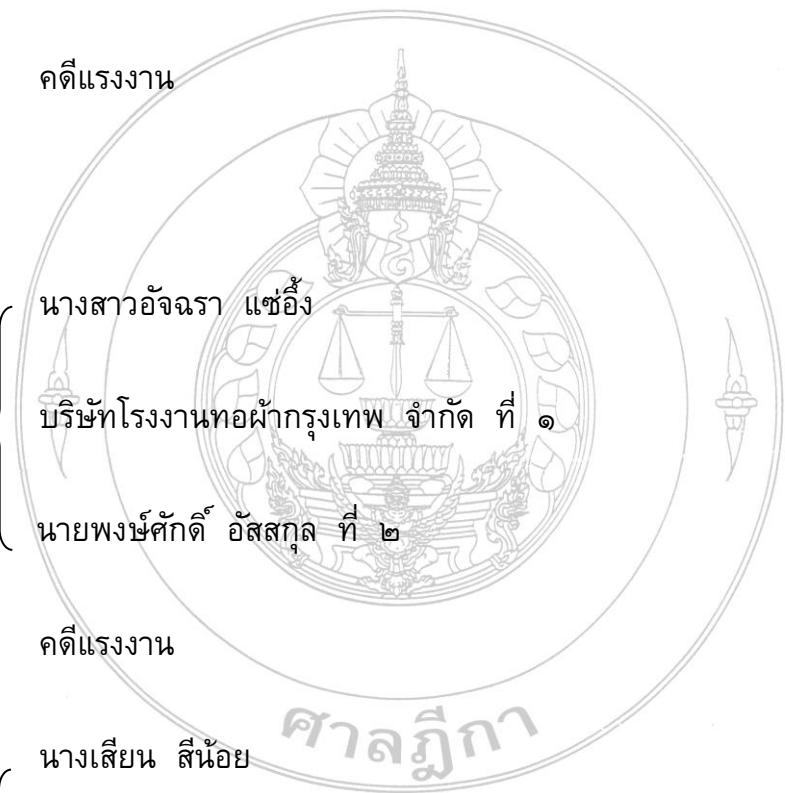 คดีแรงงาน
นางสาวอัจฉรา แซ่อึ้ง
บริษัทโรงงานทอผ้ากรุงเทพ จำกัด ที่ ๑
นายพงษ์ศักดิ์ อัสสกุล ที่ ๒
คดีแรงงาน
ศาลฎีกา
นางเสียน สีน้อย